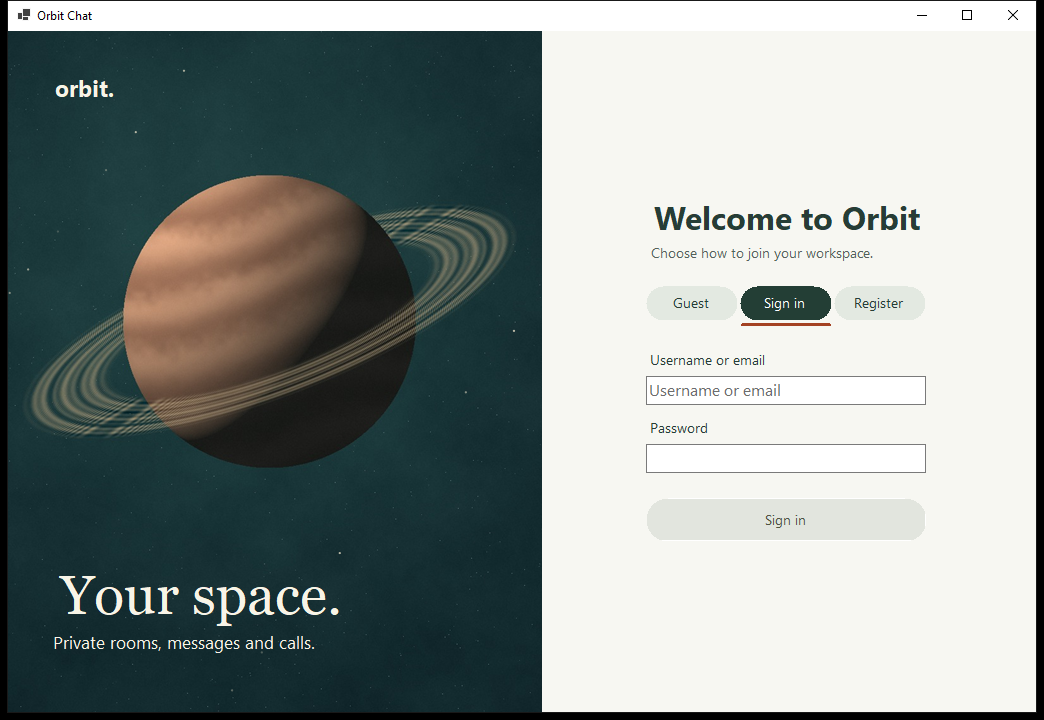 Orbit Chat
orbit.
Your space.
Private rooms, messages and calls.
Welcome to Orbit
Choose how to join your workspace.
Guest Sign in Register
Username or email
Username or email
Password
Sign in